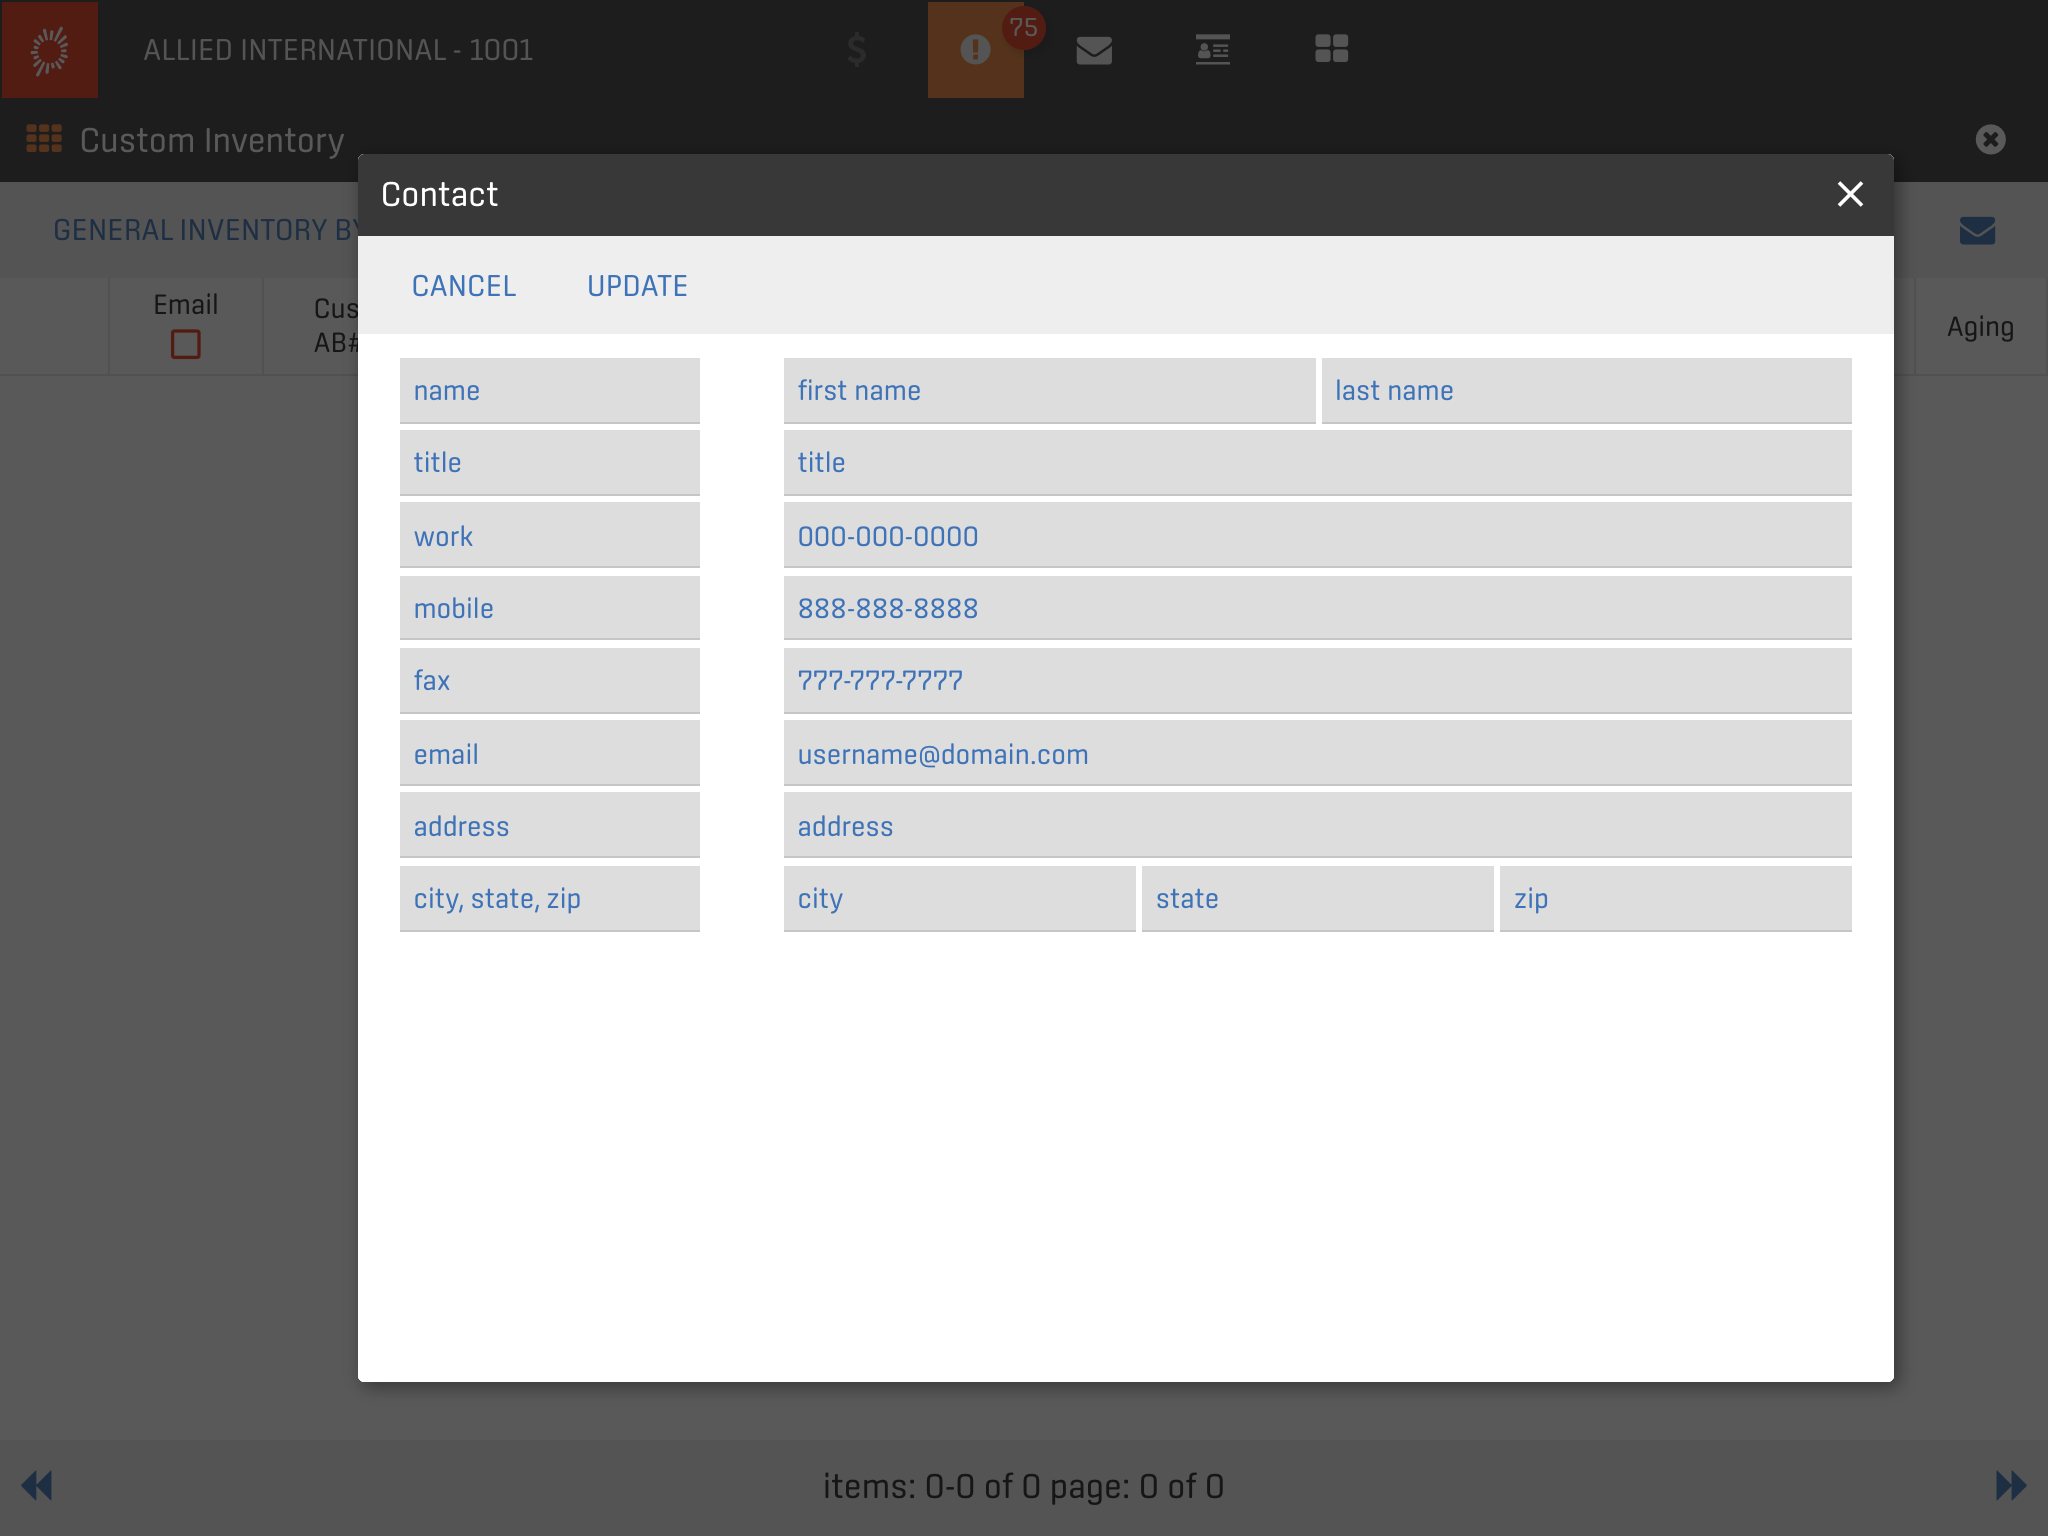 ALLIED INTERNATIONAL - 1001
75
Custom Inventory
Contact
GENERAL INVENTORY BY
CANCEL UPDATE
Email
Cus
AB#
Aging
name first name last name
title title
work 000-000-0000
mobile 888-888-8888
fax 777-777-7777
email username@domain.com
address address
city, state, zip city state zip
items: 0-0 of 0 page: 0 of 0